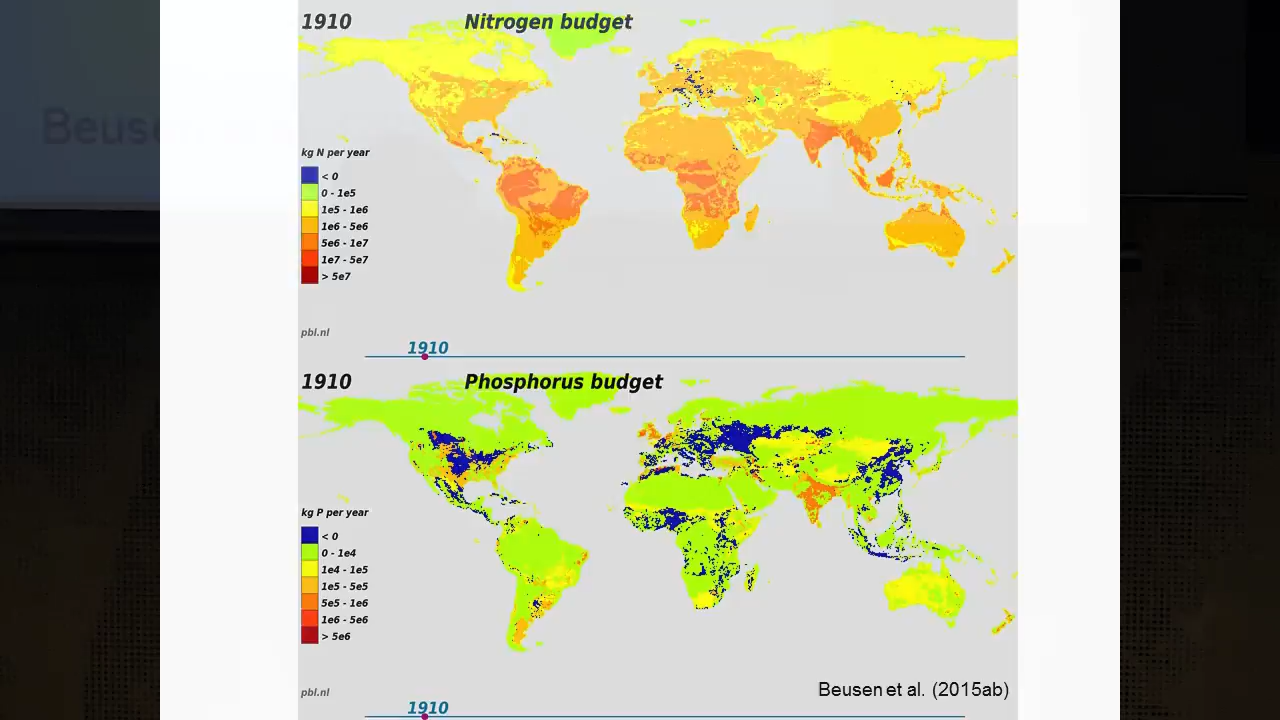 1910 Nitrogen budget
kg N per year
< 0
0 - 1e5
1e5 - 1e6
1e6 - 5e6
5e6 - 1e7
1e7 - 5e7
> 5e7
pbl.nl
1910
1910 Phosphorus budget
kg P per year
< 0
0 - 1e4
1e4 - 1e5
1e5 - 5e5
5e5 - 1e6
1e6 - 5e6
> 5e6
pbl.nl
1910
Beusen et al. (2015ab)